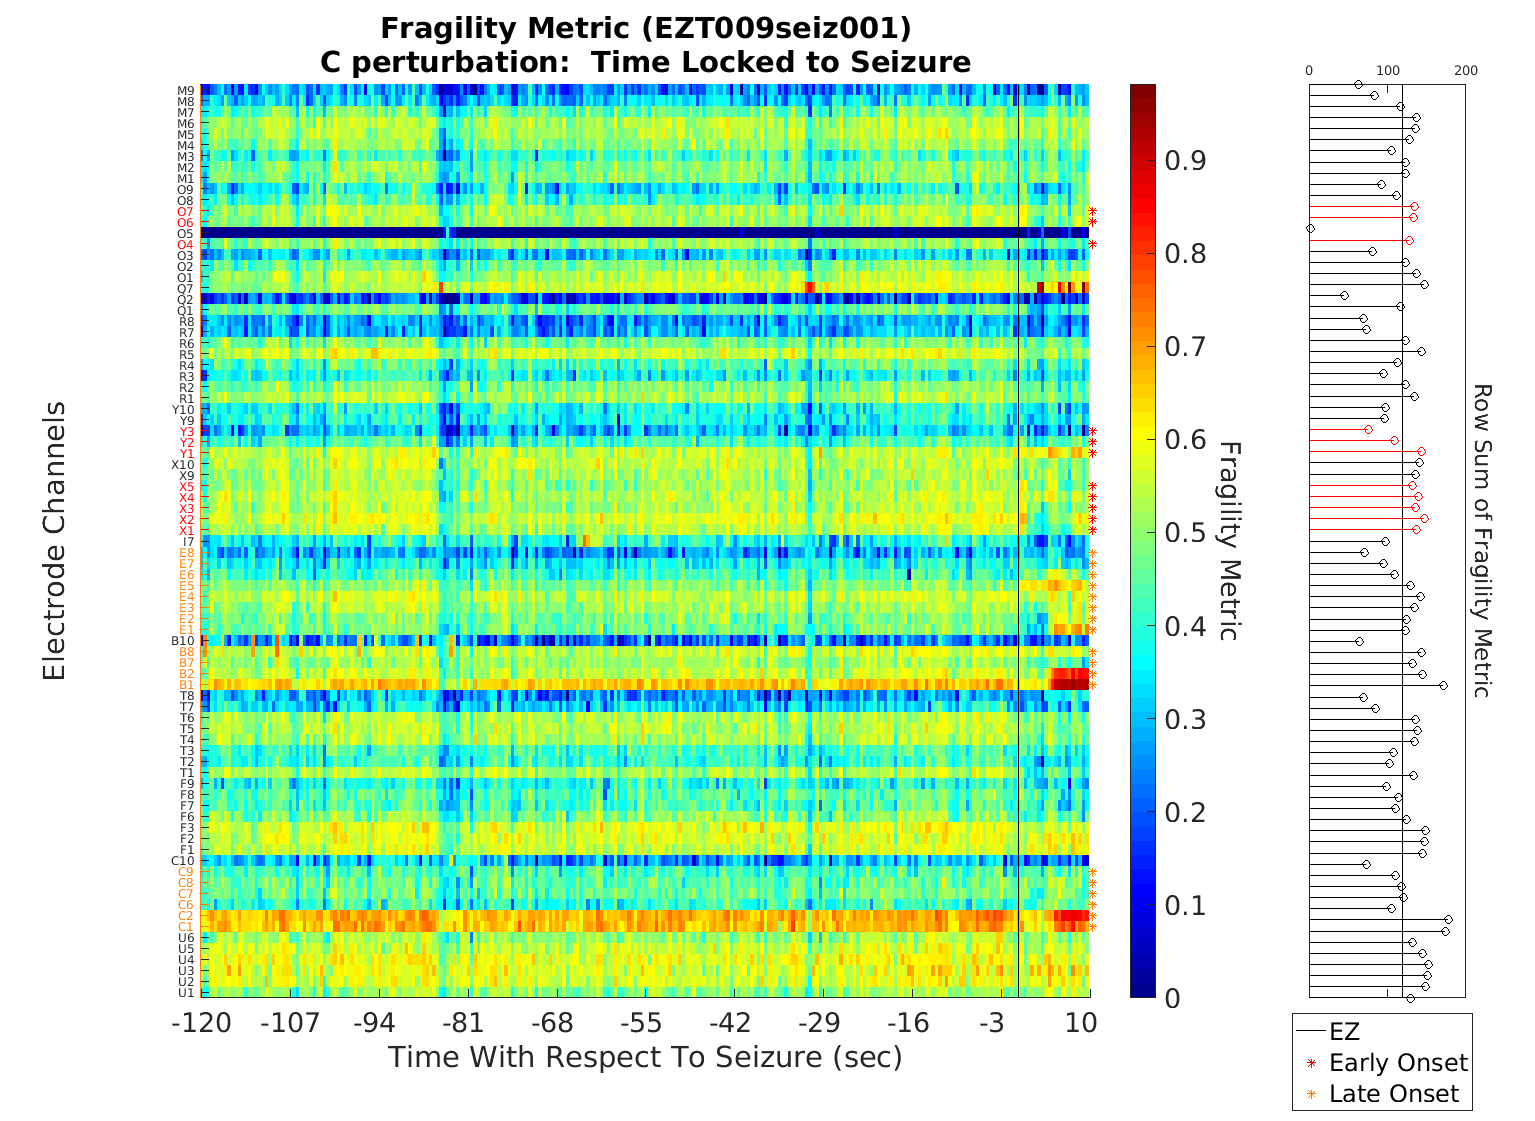 Fragility Metric (EZT009seiz001)
C perturbation:  Time Locked to Seizure
Electrode Channels
M9
M8
M7
M6
M5
M4
M3
M2
M1
O9
O8
O7
O6
O5
O4
O3
O2
O1
Q7
Q2
Q1
R8
R7
R6
R5
R4
R3
R2
R1
Y10
Y9
Y3
Y2
Y1
X10
X9
X5
X4
X3
X2
X1
I7
E8
E7
E6
E5
E4
E3
E2
E1
B10
B8
B7
B2
B1
T8
T7
T6
T5
T4
T3
T2
T1
F9
F8
F7
F6
F3
F2
F1
C10
C9
C8
C7
C6
C2
C1
U6
U5
U4
U3
U2
U1
-120 -107 -94 -81 -68 -55 -42 -29 -16 -3 10
Time With Respect To Seizure (sec)
0.9
0.8
0.7
0.6
0.5
0.4
0.3
0.2
0.1
0
Fragility Metric
0 100 200
Row Sum of Fragility Metric
EZ
Early Onset
Late Onset